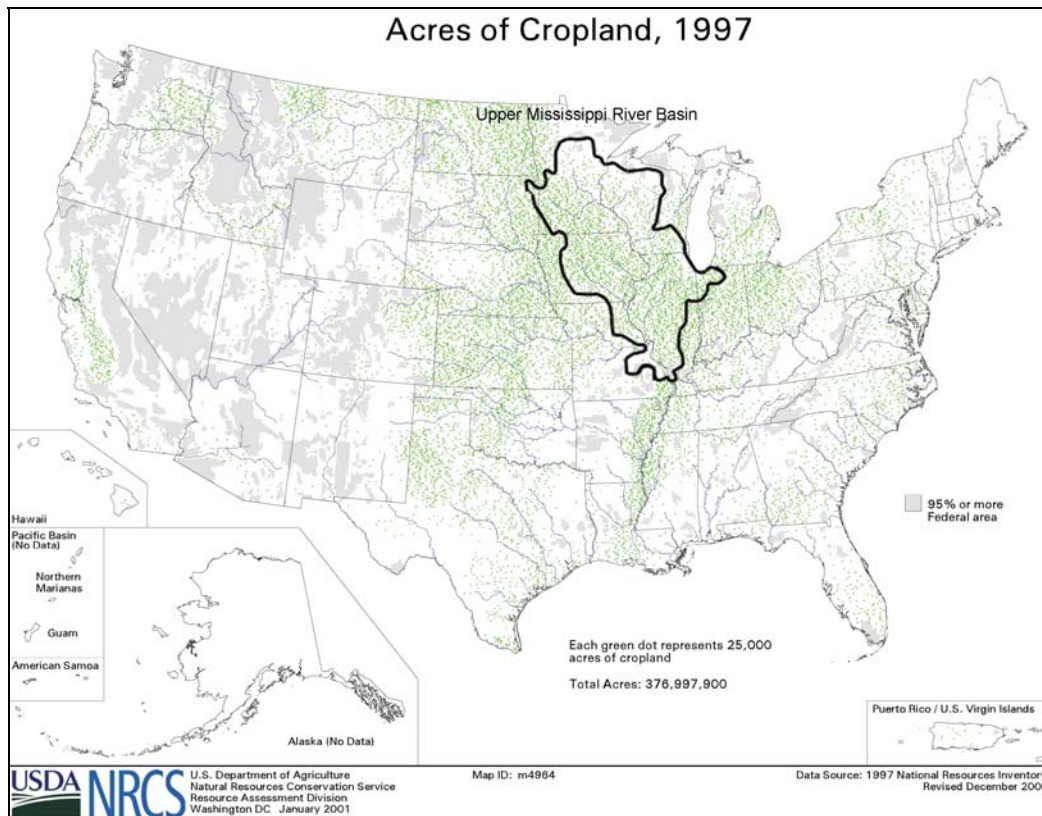 Acres of Cropland, 1997
Upper Mississippi River Basin
95% or more
Federal area
Hawaii
Pacific Basin
(No Data)
Northern
Marianas
Guam
American Samoa
Alaska (No Data)
Each green dot represents 25,000
acres of cropland
Total Acres: 376,997,900
Puerto Rico / U.S. Virgin Islands
USDA NRCS
U.S. Department of Agriculture
Natural Resources Conservation Service
Resource Assessment Division
Washington DC January 2001
Map ID: m4964
Data Source: 1997 National Resources Inventory
Revised December 200